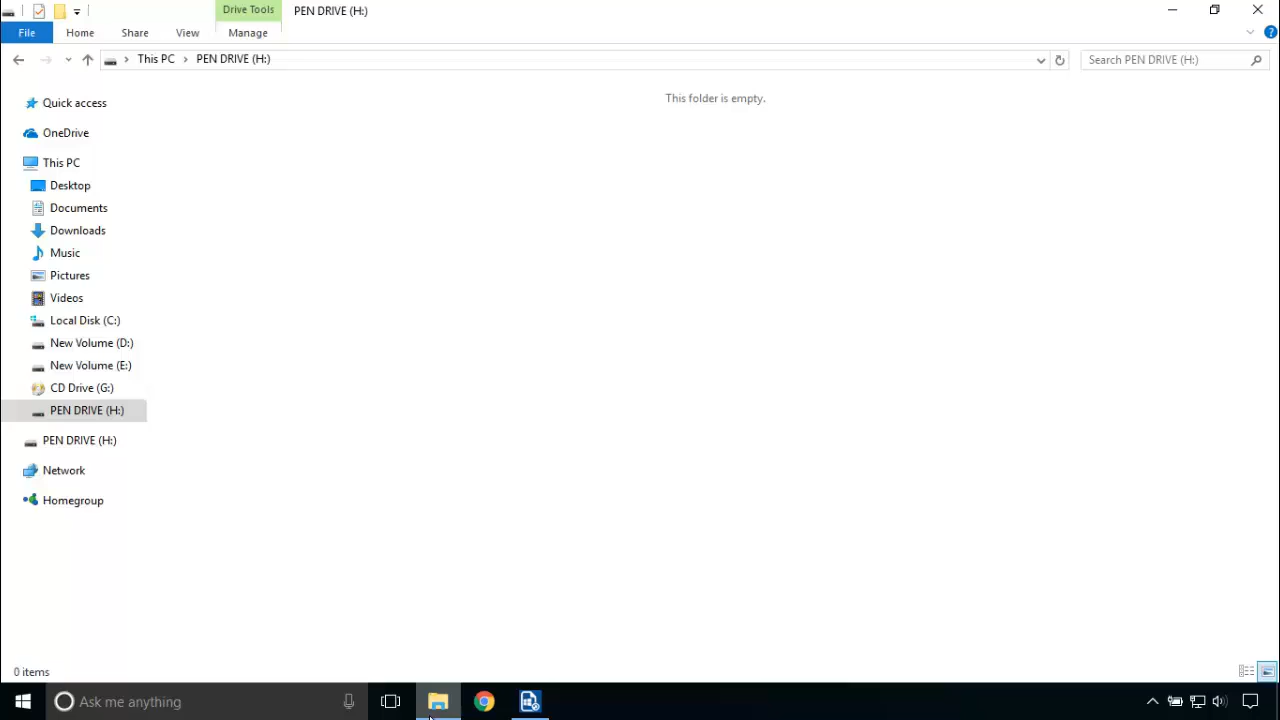 Drive Tools
PEN DRIVE (H:)
File
Home
Share
View
Manage
This PC
PEN DRIVE (H:)
Search PEN DRIVE (H:)
This folder is empty.
Quick access
OneDrive
This PC
Desktop
Documents
Downloads
Music
Pictures
Videos
Local Disk (C:)
New Volume (D:)
New Volume (E:)
CD Drive (G:)
PEN DRIVE (H:)
PEN DRIVE (H:)
Network
Homegroup
0 items
Ask me anything